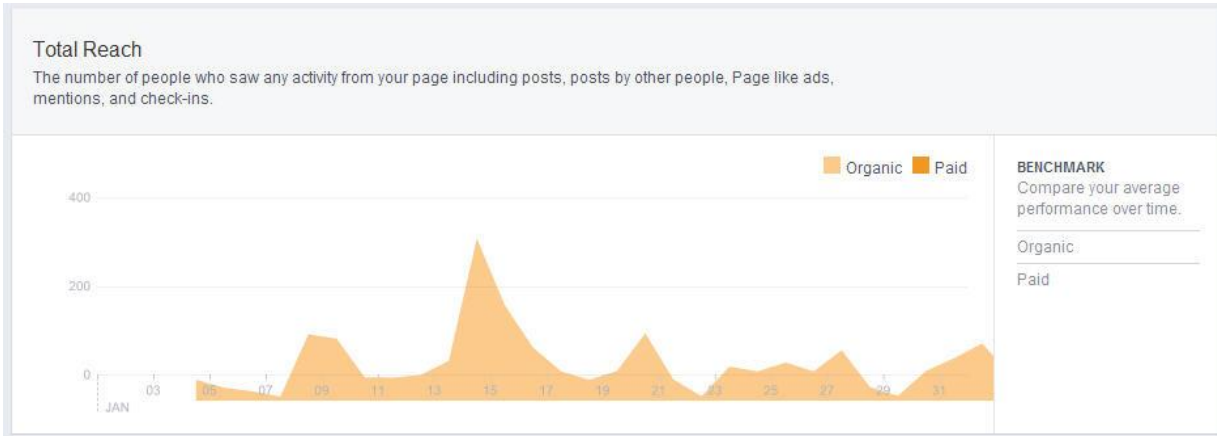 Total Reach
The number of people who saw any activity from your page including posts, posts by other people, Page like ads,
mentions, and check-ins.
Organic Paid
400
200
0
03 05 07 09 11 13 15 17 19 21 23 25 27 29 31
JAN
BENCHMARK
Compare your average
performance over time.
Organic
Paid